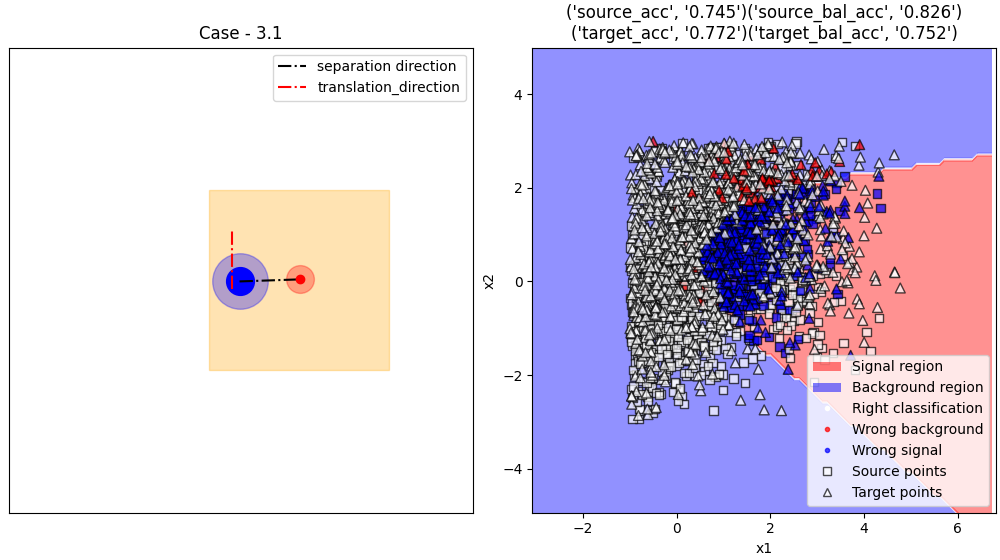 Case - 3.1
separation direction
translation_direction
('source_acc', '0.745')('source_bal_acc', '0.826')
('target_acc', '0.772')('target_bal_acc', '0.752')
4
2
0
−2
−4
x2
−2
0
2
4
6
x1
Signal region
Background region
Right classification
Wrong background
Wrong signal
Source points
Target points